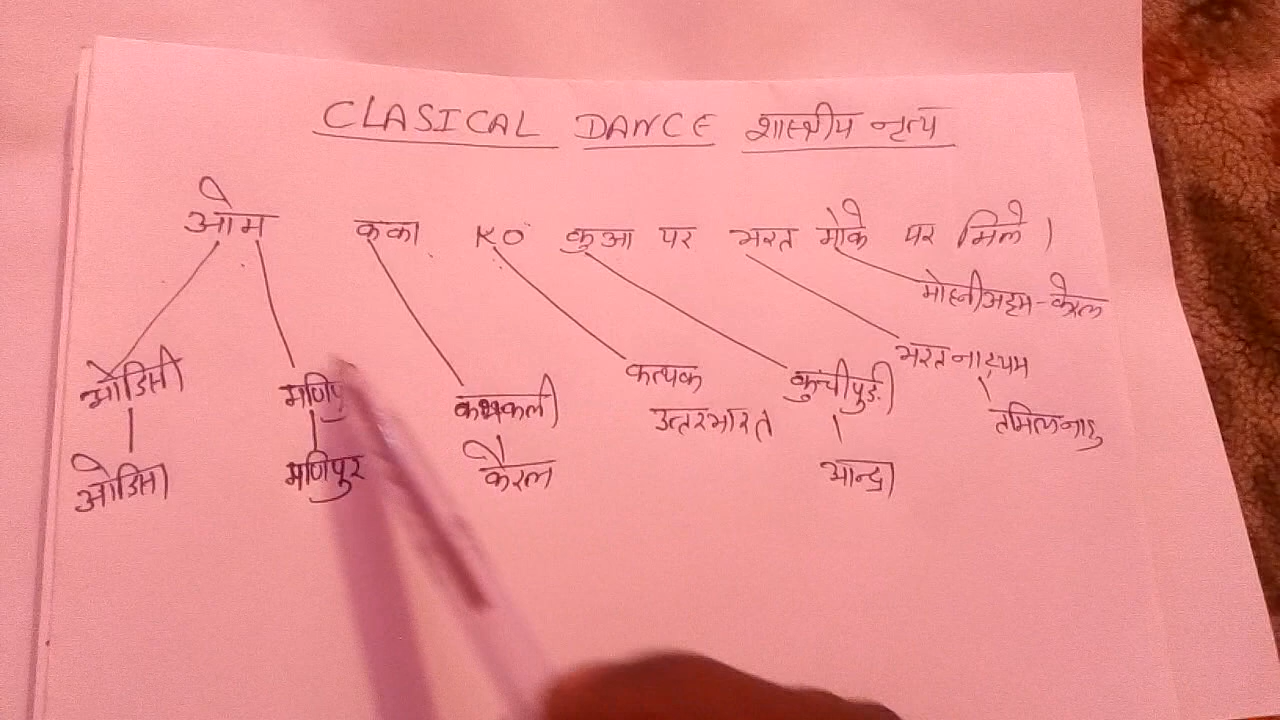 CLASICAL DANCE शास्त्रीय नृत्य
ओम कका KO कुआ पर भरत मोके पर मिले।
मोहनीअट्टम-केरल
भरतनाट्यम
ओडिसी मणिपु कथकली कत्थक कुचीपुड़ी
उत्तरभारत तमिलनाडु
ओडिसा मणिपुर कैरल आन्द्रा